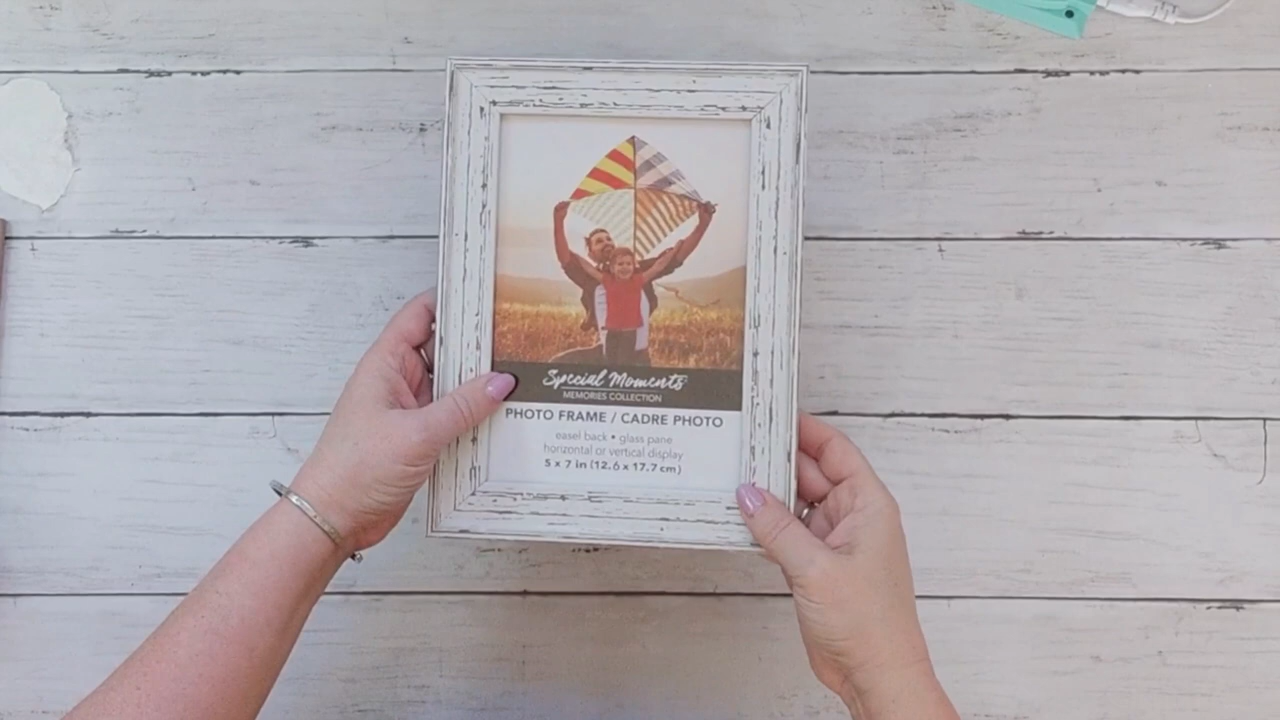 Special Moments
MEMORIES COLLECTION
PHOTO FRAME / CADRE PHOTO
easel back • glass pane
horizontal or vertical display
5 x 7 in (12.6 x 17.7 cm)